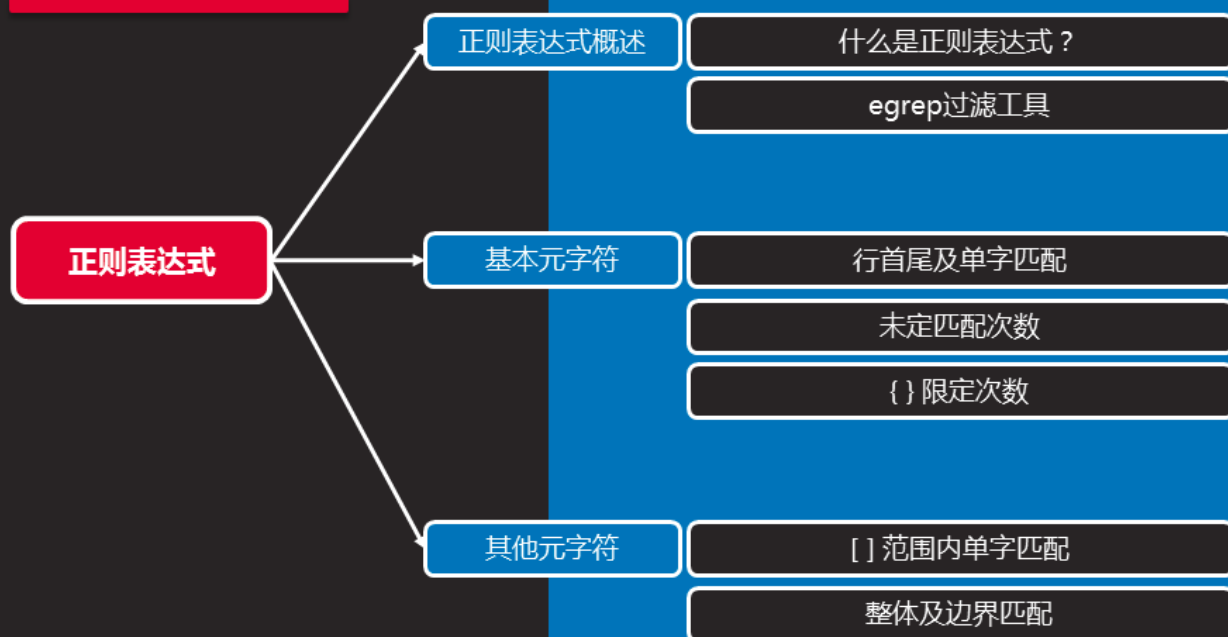 正则表达式
正则表达式概述
什么是正则表达式？
egrep过滤工具
基本元字符
行首尾及单字匹配
未定匹配次数
{ } 限定次数
其他元字符
[ ] 范围内单字匹配
整体及边界匹配